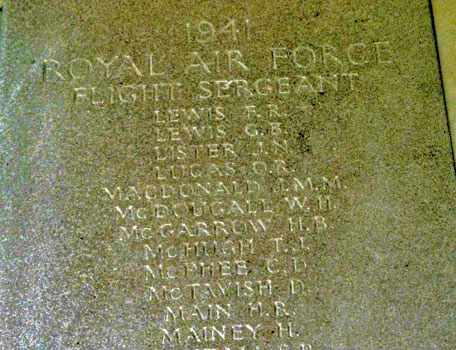 1941
ROYAL AIR FORCE
FLIGHT SERGEANT
LEWIS F.R.
LEWIS G.B.
LISTER J.N.
LUCAS O.R.
MACDONALD J.M.M.
McDOUGALL W.H.
McGARROW H.B.
McHUGH T.J.
McPHEE C.D.
McTAVISH D.
MAIN H.R.
MAINEY H.